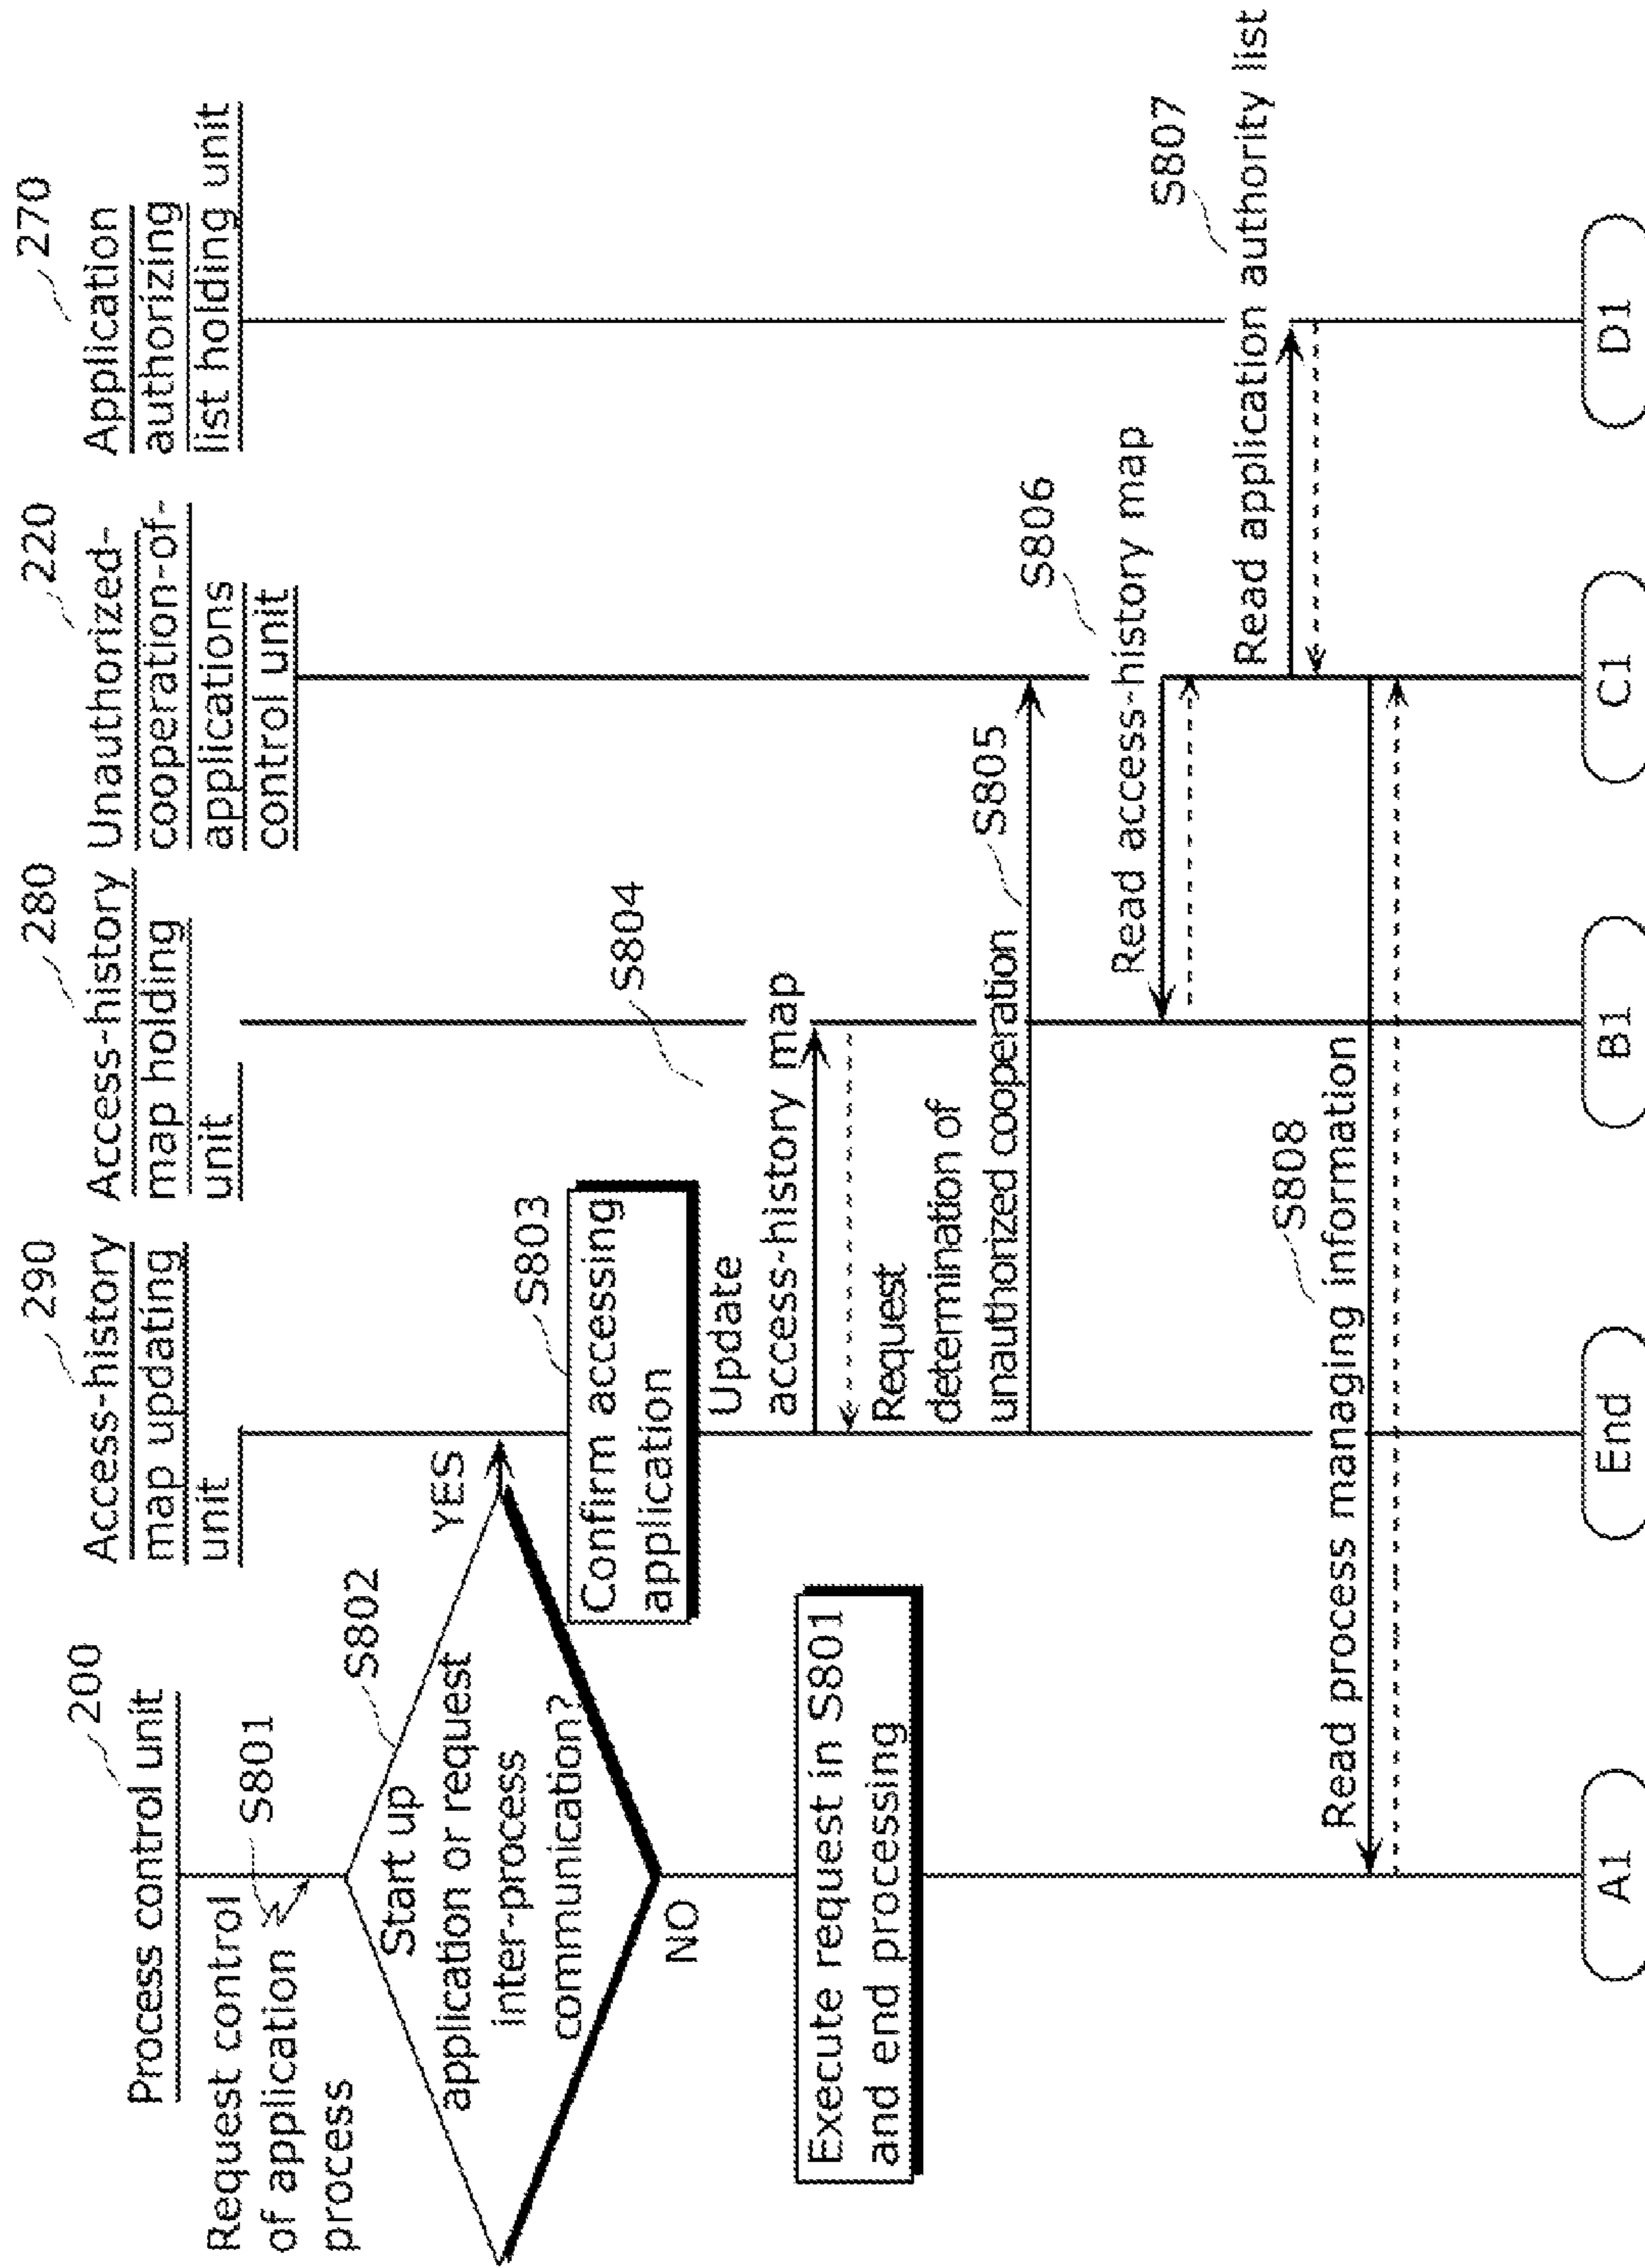 200
Process control unit
290
Access-history
map updating
unit
280
Access-history
map holding
unit
220
Unauthorized-
cooperation-of-
applications
control unit
270
Application
authorizing
list holding unit
Request control
of application
process
S801
S802
Start up
application or request
inter-process
communication?
YES
NO
S803
Confirm accessing
application
Execute request in S801
and end processing
S804
Update
access-history map
Request
determination of
unauthorized cooperation
S805
S806
Read access-history map
S807
Read application authority list
S808
Read process managing information
A1
End
B1
C1
D1